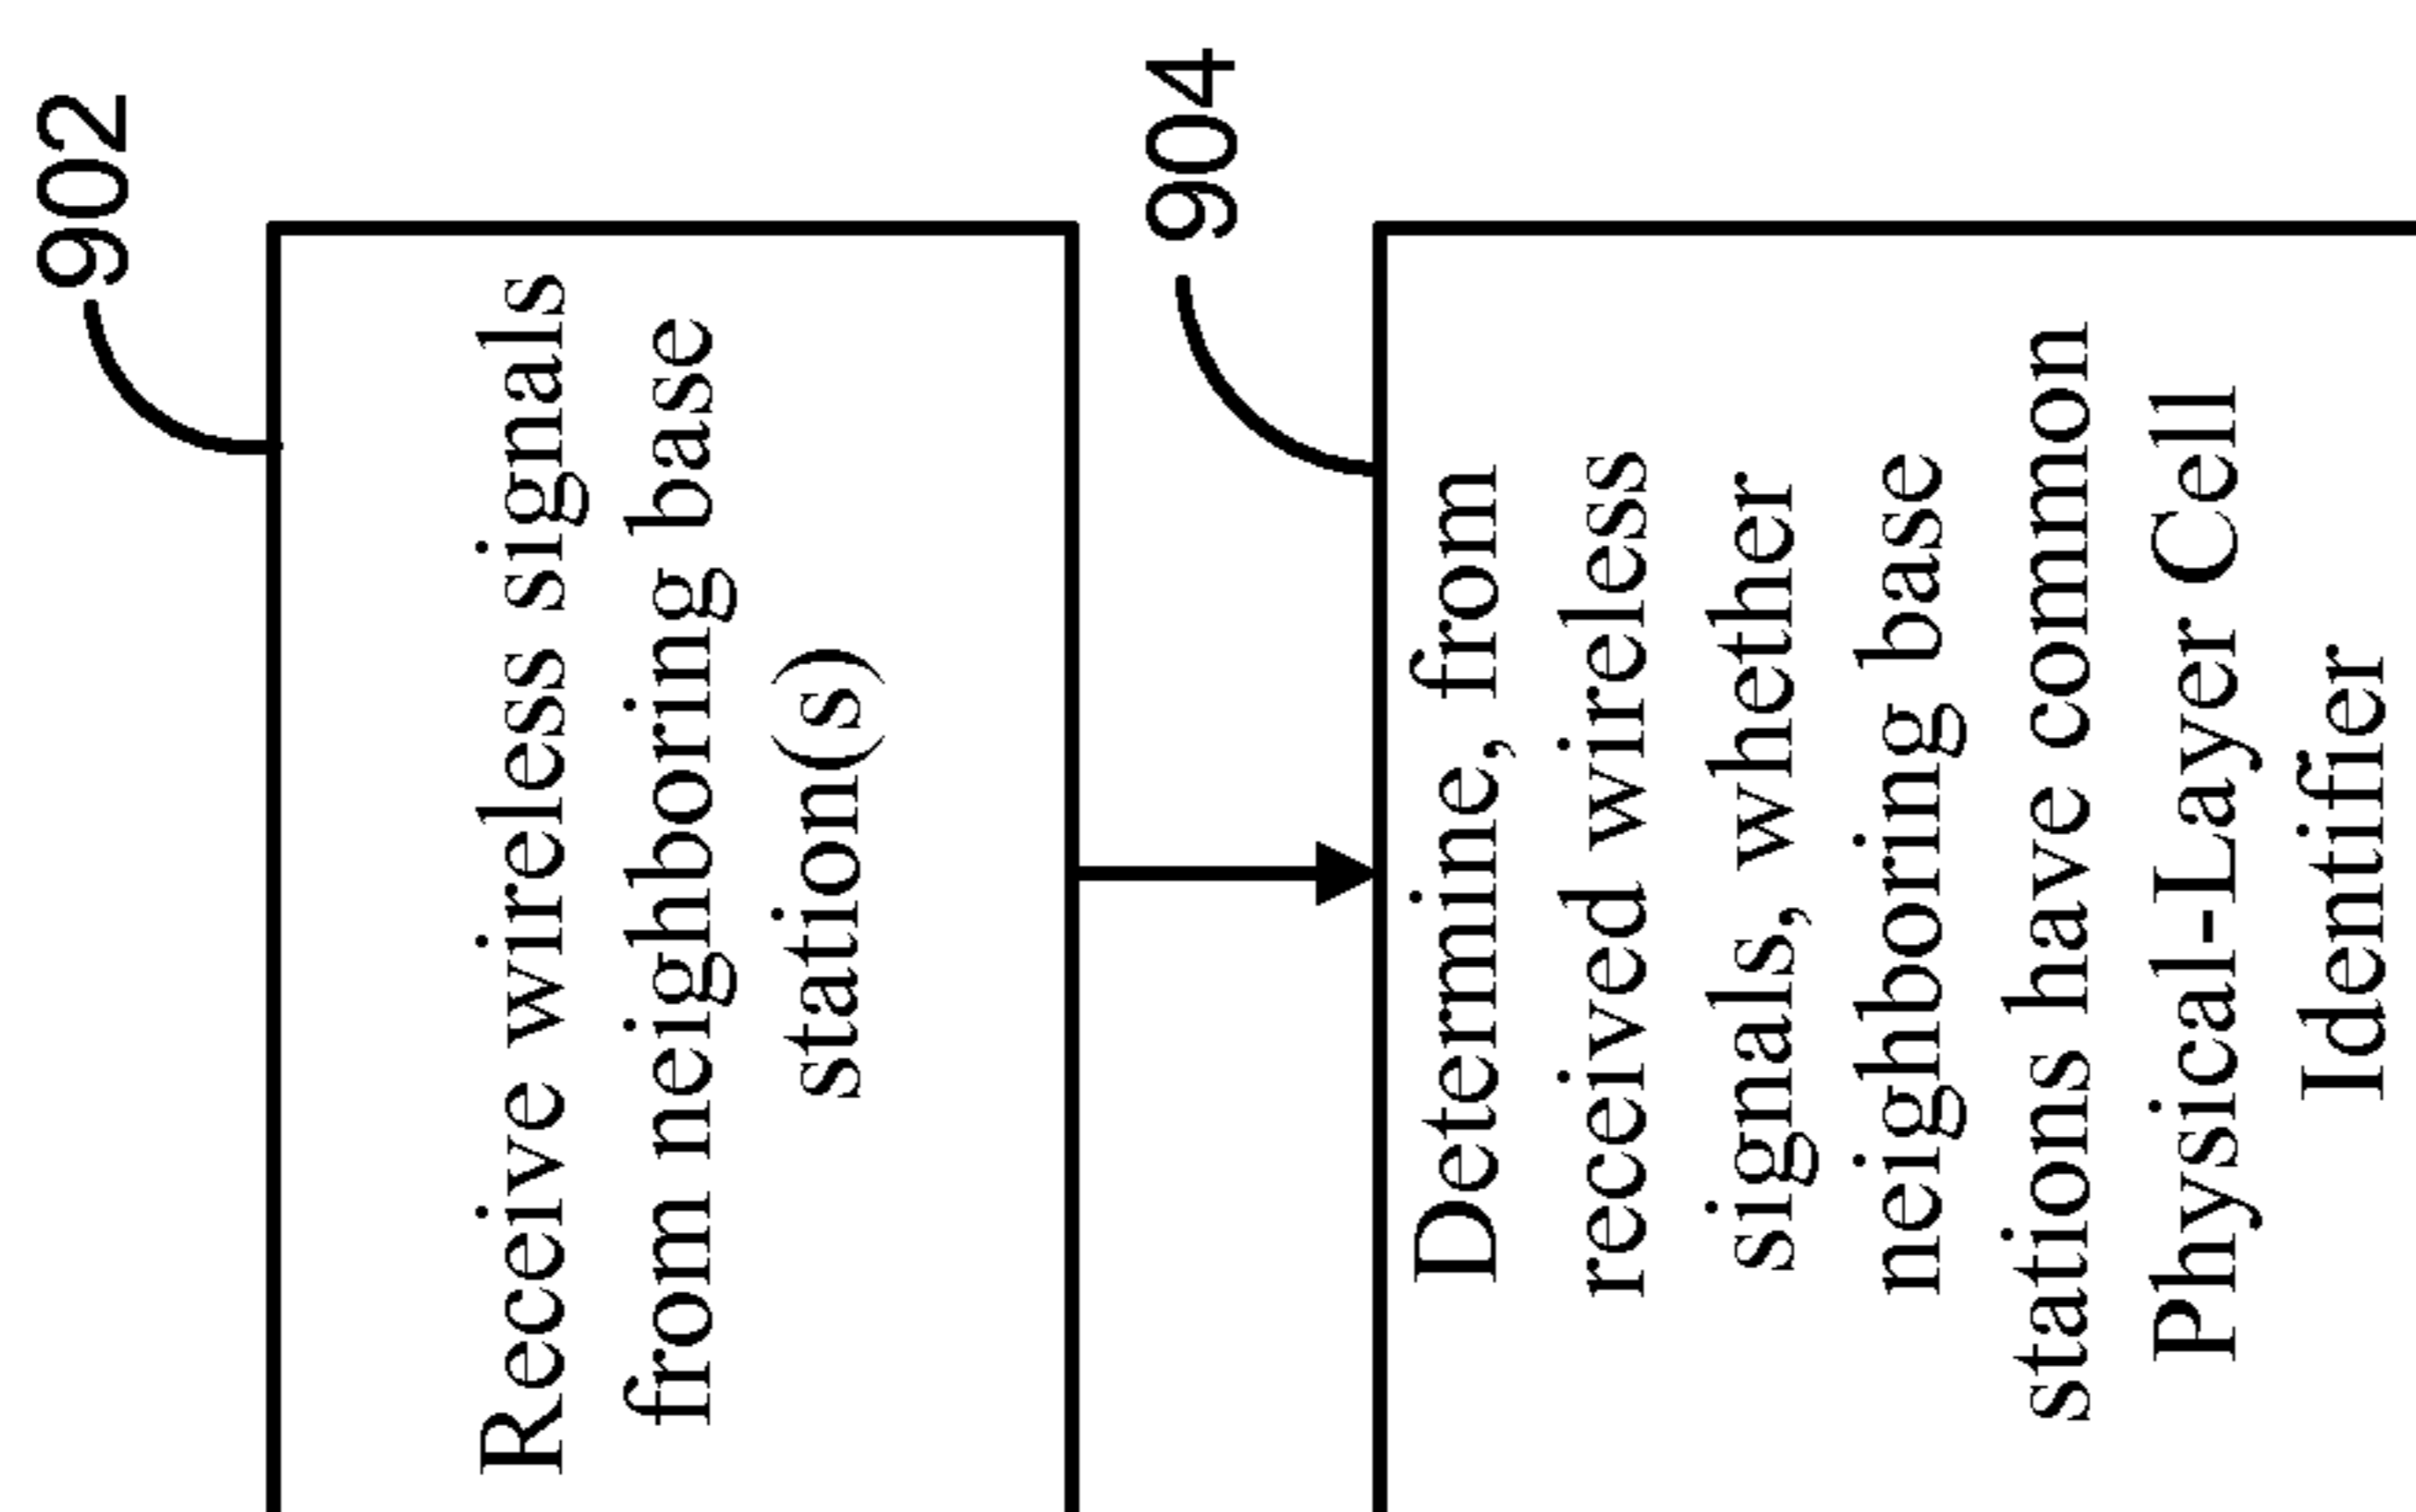 902
Receive wireless signals
from neighboring base
station(s)
904
Determine, from
received wireless
signals, whether
neighboring base
stations have common
Physical-Layer Cell
Identifier